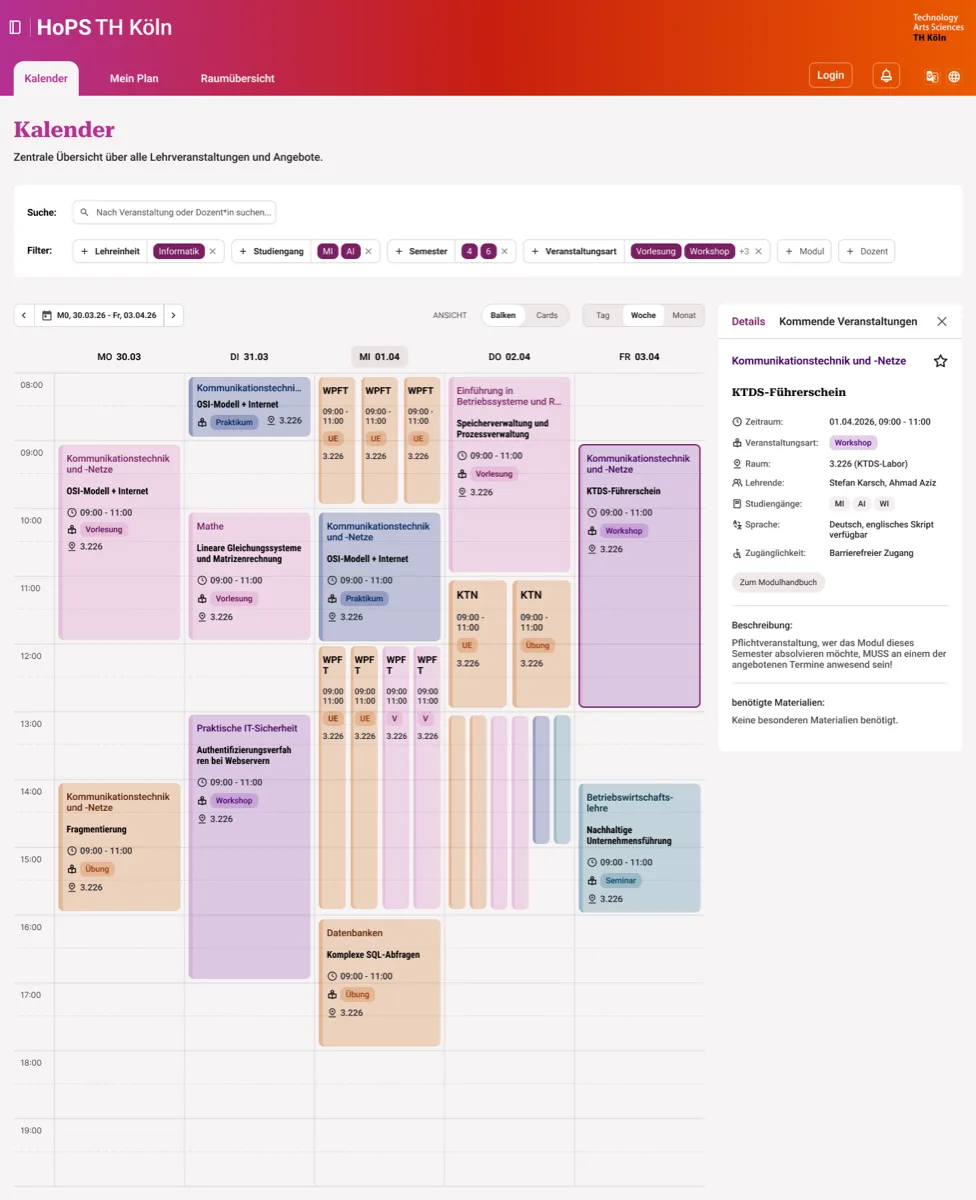 HoPS TH Köln
Technology
Arts Sciences
TH Köln
Kalender
Mein Plan
Raumübersicht
Login
Kalender
Zentrale Übersicht über alle Lehrveranstaltungen und Angebote.
Suche:
Nach Veranstaltung oder Dozent*in suchen...
Filter:
+ Lehreinheit Informatik ×
+ Studiengang MI AI ×
+ Semester 4 6 ×
+ Veranstaltungsart Vorlesung Workshop +3 ×
+ Modul
+ Dozent
< M0, 30.03.26 - Fr, 03.04.26 >
ANSICHT
Balken Cards
Tag Woche Monat
MO 30.03
DI 31.03
MI 01.04
DO 02.04
FR 03.04
08:00
09:00
10:00
11:00
12:00
13:00
14:00
15:00
16:00
17:00
18:00
19:00
Kommunikationstechnik
und -Netze
OSI-Modell + Internet
09:00 - 11:00
Vorlesung
3.226
Kommunikationstechnik
und -Netze
Fragmentierung
09:00 - 11:00
Übung
3.226
Kommunikationstechni...
OSI-Modell + Internet
Praktikum 3.226
Mathe
Lineare Gleichungssysteme
und Matrizenrechnung
09:00 - 11:00
Vorlesung
3.226
Praktische IT-Sicherheit
Authentifizierungsverfah
ren bei Webservern
09:00 - 11:00
Workshop
3.226
WPFT WPFT WPFT
09:00 - 09:00 - 09:00 -
11:00 11:00 11:00
UE UE UE
3.226 3.226 3.226
Kommunikationstechnik
und -Netze
OSI-Modell + Internet
09:00 - 11:00
Praktikum
3.226
WPF WPF WPF WPF
T T T T
09:00 09:00 09:00 09:00
11:00 11:00 11:00 11:00
UE UE V V
3.226 3.226 3.226 3.226
Datenbanken
Komplexe SQL-Abfragen
09:00 - 11:00
Übung
3.226
Einführung in
Betriebssysteme und R...
Speicherverwaltung und
Prozessverwaltung
09:00 - 11:00
Vorlesung
3.226
KTN KTN
09:00 - 09:00 -
11:00 11:00
UE Übung
3.226 3.226
Kommunikationstechnik
und -Netze
KTDS-Führerschein
09:00 - 11:00
Workshop
3.226
Betriebswirtschafts-
lehre
Nachhaltige
Unternehmensführung
09:00 - 11:00
Seminar
3.226
Details Kommende Veranstaltungen
Kommunikationstechnik und -Netze
KTDS-Führerschein
Zeitraum: 01.04.2026, 09:00 - 11:00
Veranstaltungsart: Workshop
Raum: 3.226 (KTDS-Labor)
Lehrende: Stefan Karsch, Ahmad Aziz
Studiengänge: MI AI WI
Sprache: Deutsch, englisches Skript
verfügbar
Zugänglichkeit: Barrierefreier Zugang
Zum Modulhandbuch
Beschreibung:
Pflichtveranstaltung, wer das Modul dieses
Semester absolvieren möchte, MUSS an einem der
angebotenen Termine anwesend sein!
benötigte Materialien:
Keine besonderen Materialien benötigt.